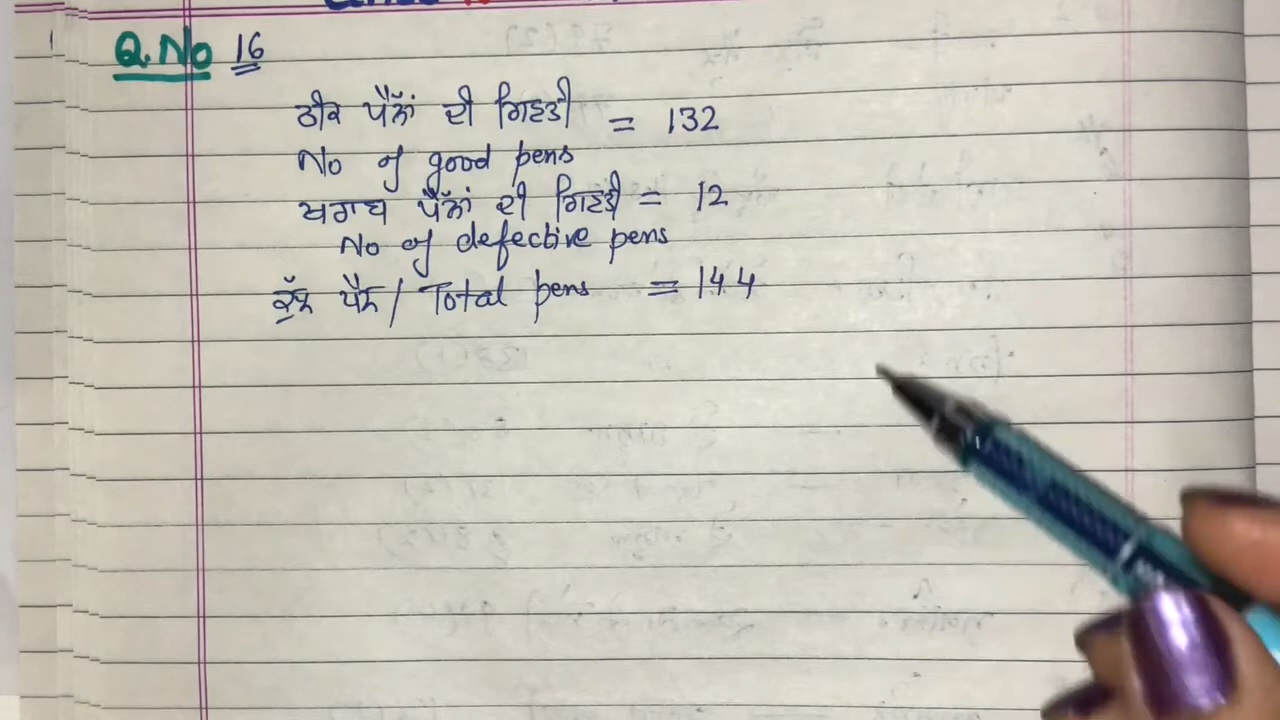 Q.No 16
ਠੀਕ ਪੈੱਨਾਂ ਦੀ ਗਿਣਤੀ = 132
No of good pens
ਖਰਾਬ ਪੈੱਨਾਂ ਦੀ ਗਿਣਤੀ = 12
No of defective pens
ਕੁੱਲ ਪੈੱਨ / Total pens = 144